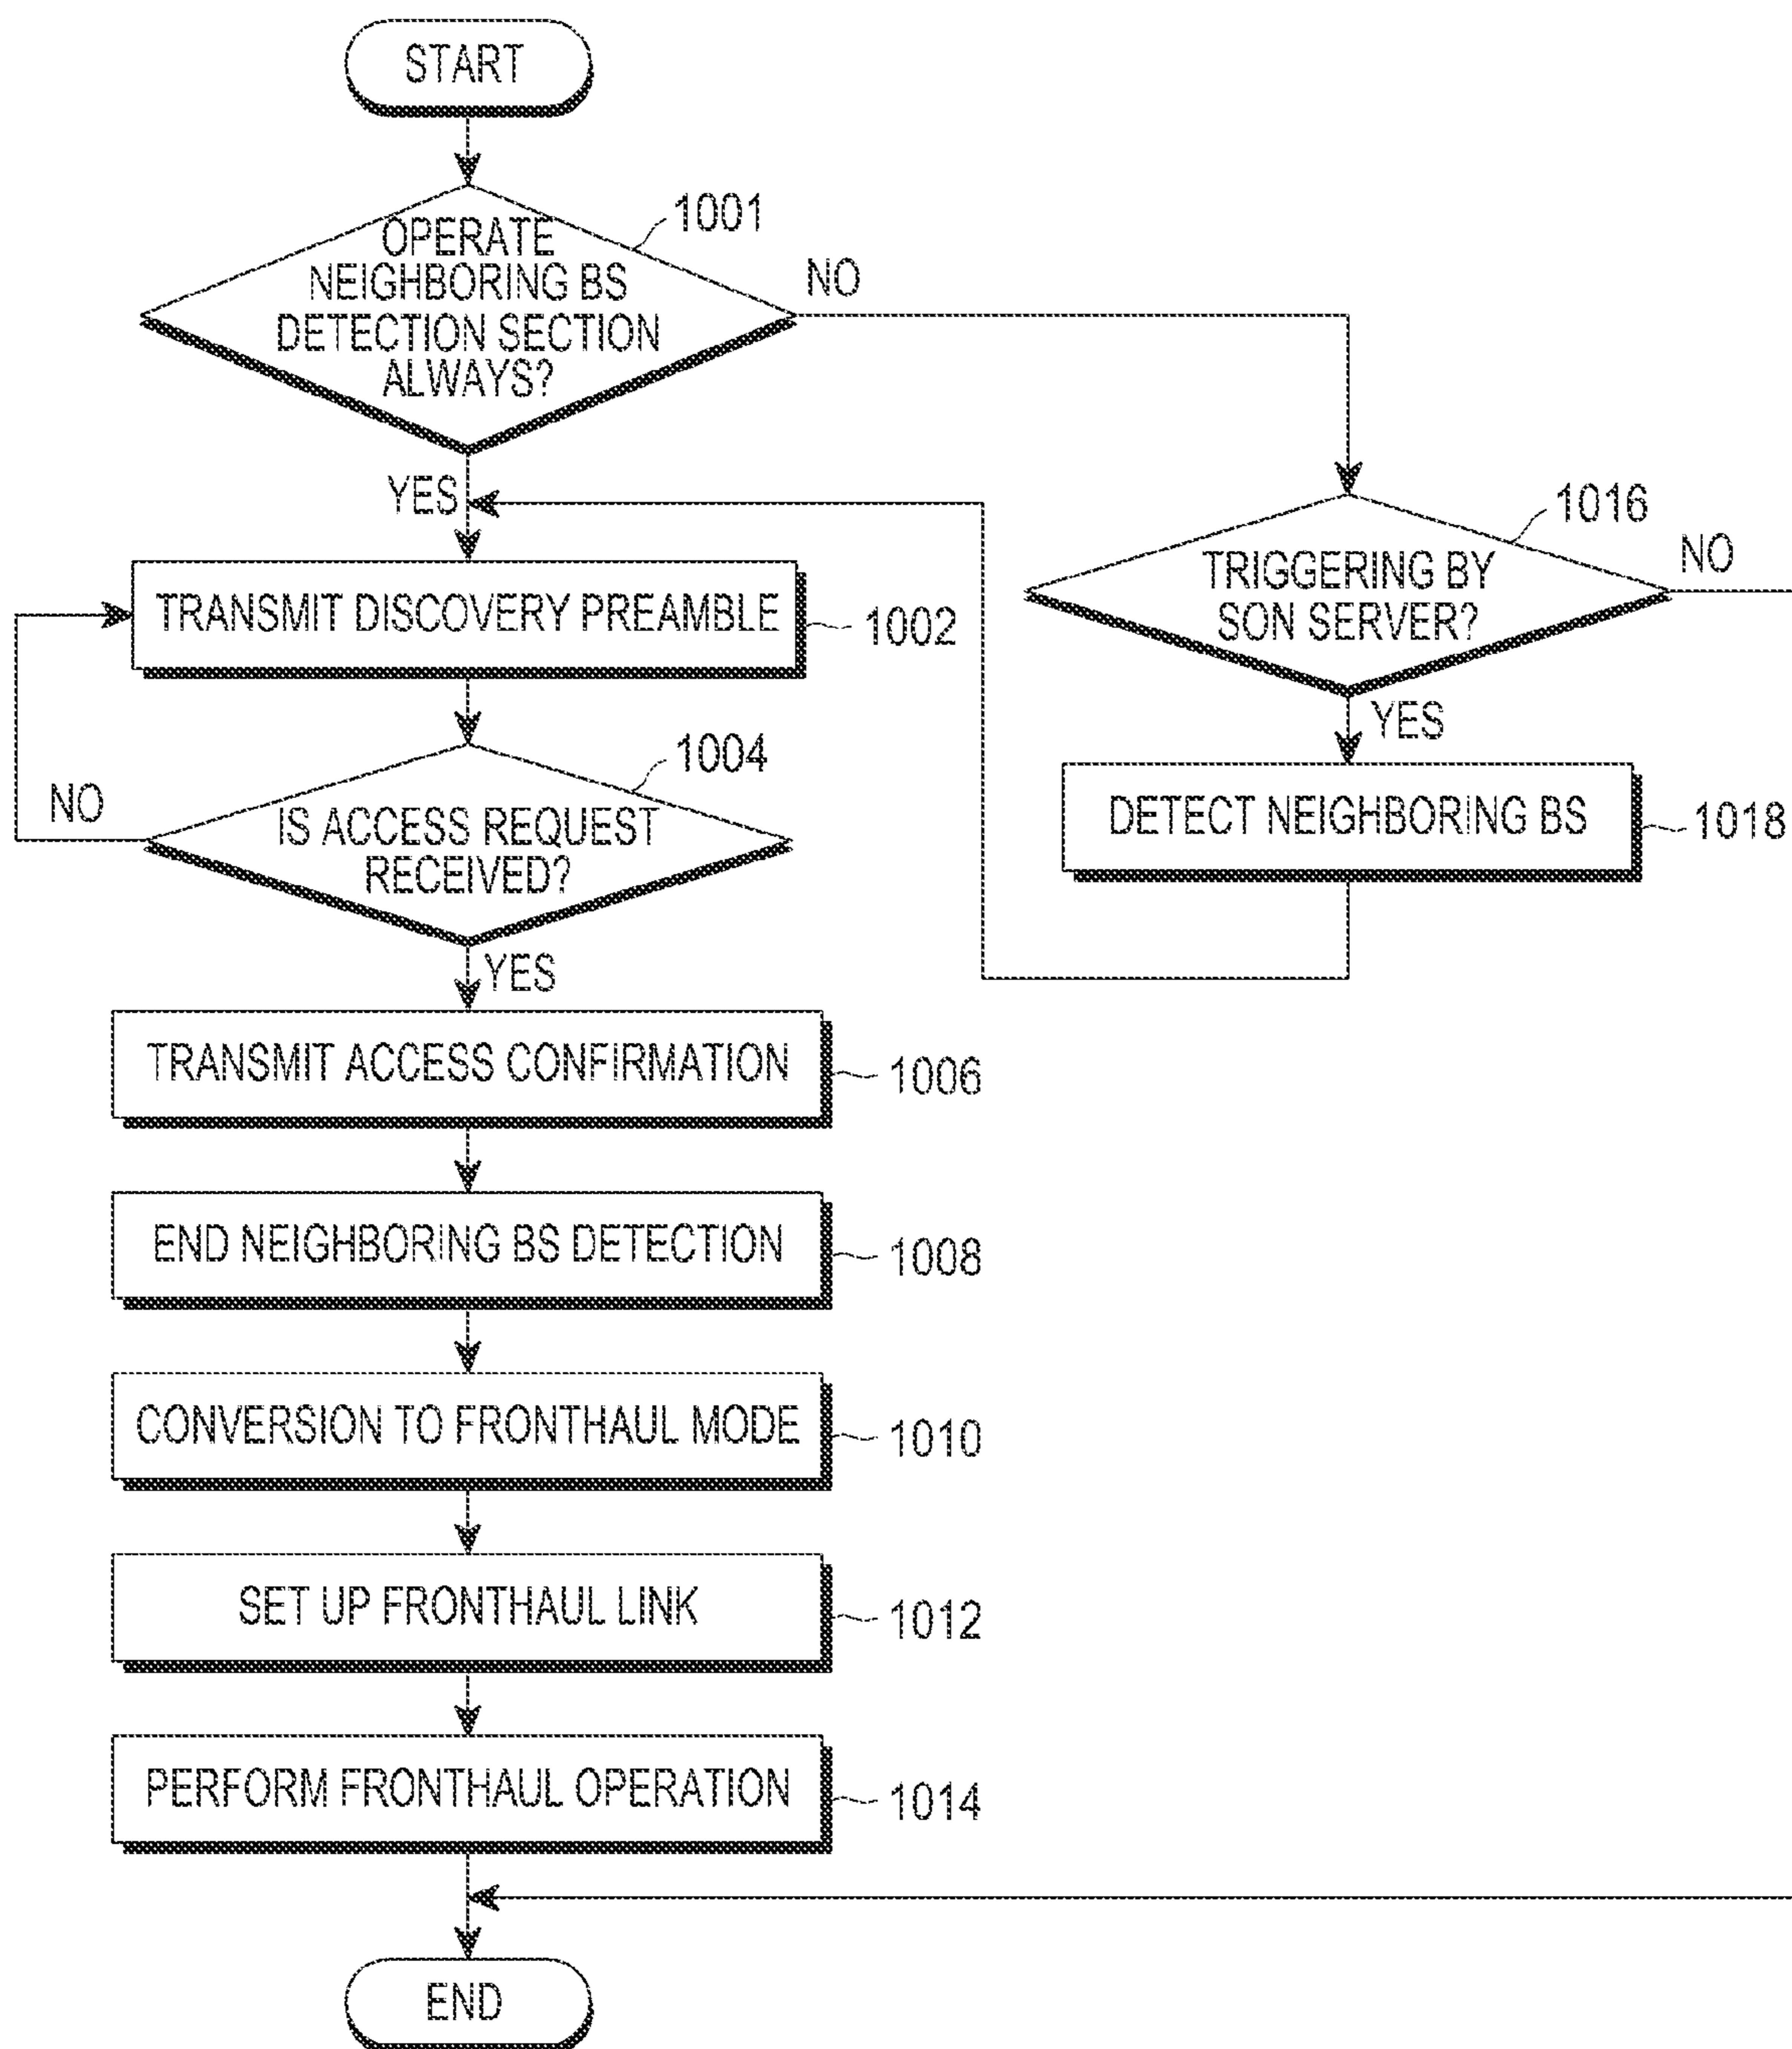 START
1001
OPERATE
NEIGHBORING BS
DETECTION SECTION
ALWAYS?
NO
YES
1016
TRIGGERING BY
SON SERVER?
NO
YES
TRANSMIT DISCOVERY PREAMBLE
1002
1004
IS ACCESS REQUEST
RECEIVED?
NO
YES
DETECT NEIGHBORING BS
1018
TRANSMIT ACCESS CONFIRMATION
1006
END NEIGHBORING BS DETECTION
1008
CONVERSION TO FRONTHAUL MODE
1010
SET UP FRONTHAUL LINK
1012
PERFORM FRONTHAUL OPERATION
1014
END